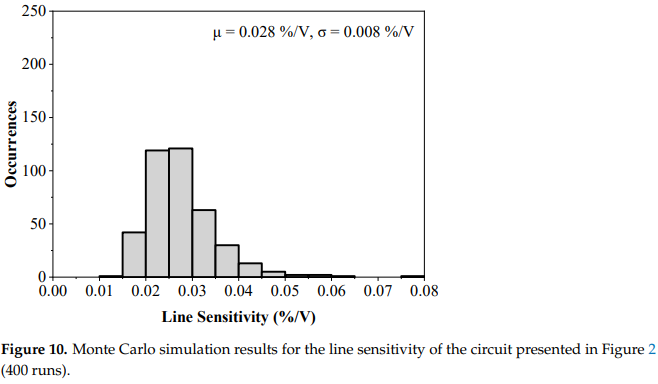 250
μ = 0.028 %/V, σ = 0.008 %/V
200
150
100
50
0
Occurrences
0.00 0.01 0.02 0.03 0.04 0.05 0.06 0.07 0.08
Line Sensitivity (%/V)
Figure 10. Monte Carlo simulation results for the line sensitivity of the circuit presented in Figure 2
(400 runs).